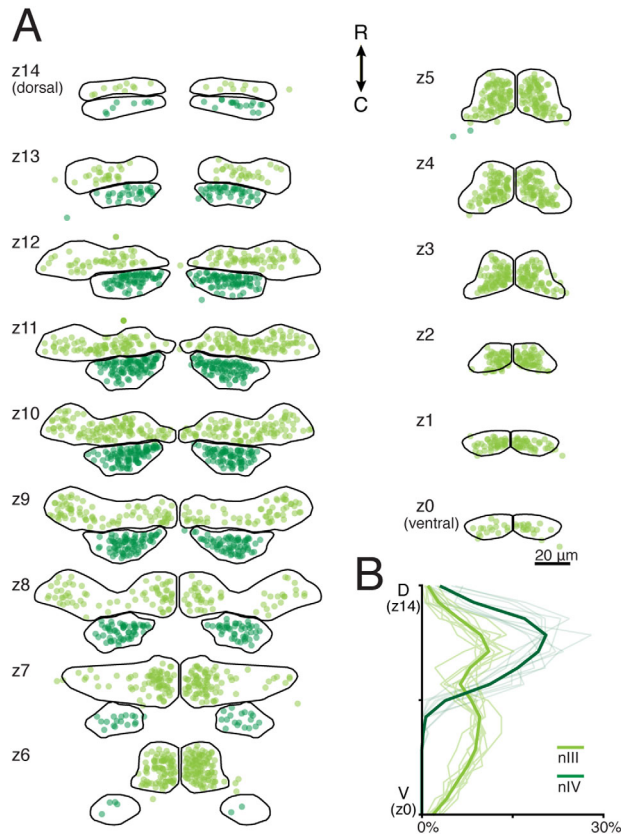 A
R
C
z14
(dorsal)
z13
z12
z11
z10
z9
z8
z7
z6
z5
z4
z3
z2
z1
z0
(ventral)
20 µm
B
D
(z14)
V
(z0)
nIII
nIV
0%
30%